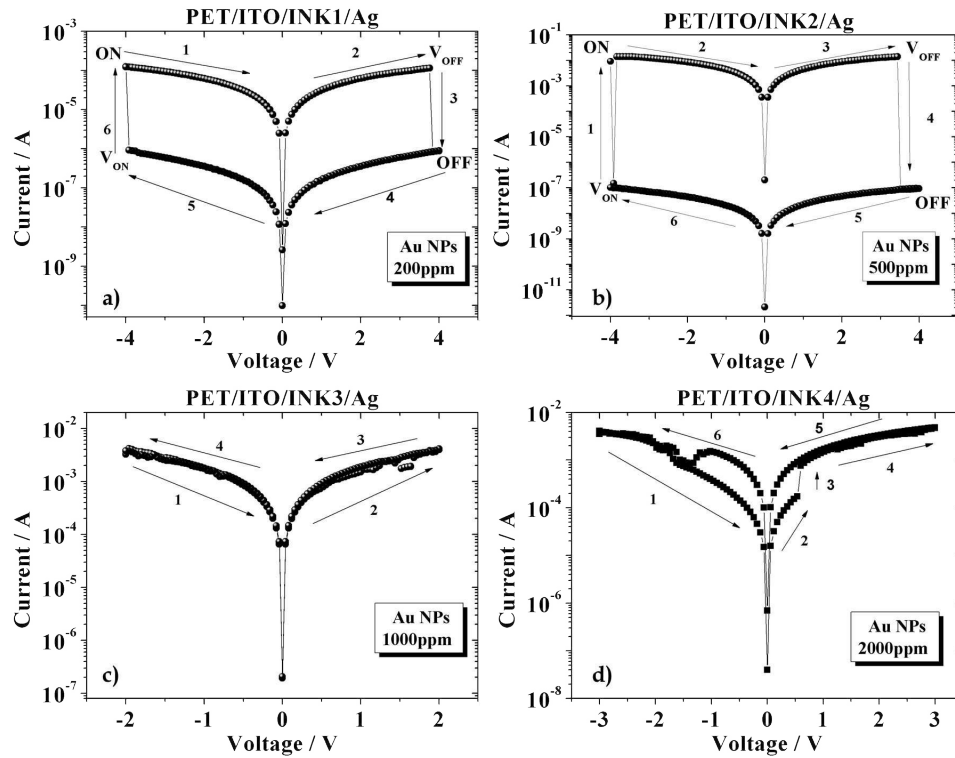 PET/ITO/INK1/Ag
10^-3
10^-5
10^-7
10^-9
Current / A
ON
1
2
V_OFF
3
6
V_ON
OFF
5
4
Au NPs
200ppm
a)
-4
-2
0
2
4
Voltage / V
PET/ITO/INK2/Ag
10^-1
10^-3
10^-5
10^-7
10^-9
10^-11
Current / A
ON
2
3
V_OFF
1
4
V_ON
6
5
OFF
Au NPs
500ppm
b)
-4
-2
0
2
4
Voltage / V
PET/ITO/INK3/Ag
10^-2
10^-3
10^-4
10^-5
10^-6
10^-7
Current / A
4
3
1
2
Au NPs
1000ppm
c)
-2
-1
0
1
2
Voltage / V
PET/ITO/INK4/Ag
10^-2
10^-4
10^-6
10^-8
Current / A
6
5
1
3
4
2
Au NPs
2000ppm
d)
-3
-2
-1
0
1
2
3
Voltage / V